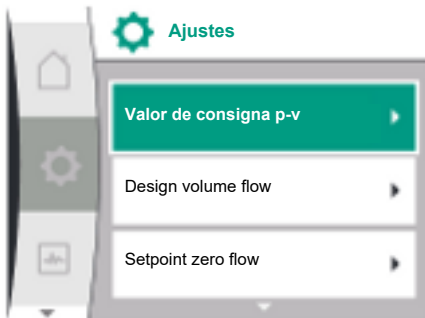 Ajustes
Valor de consigna p-v
Design volume flow
Setpoint zero flow